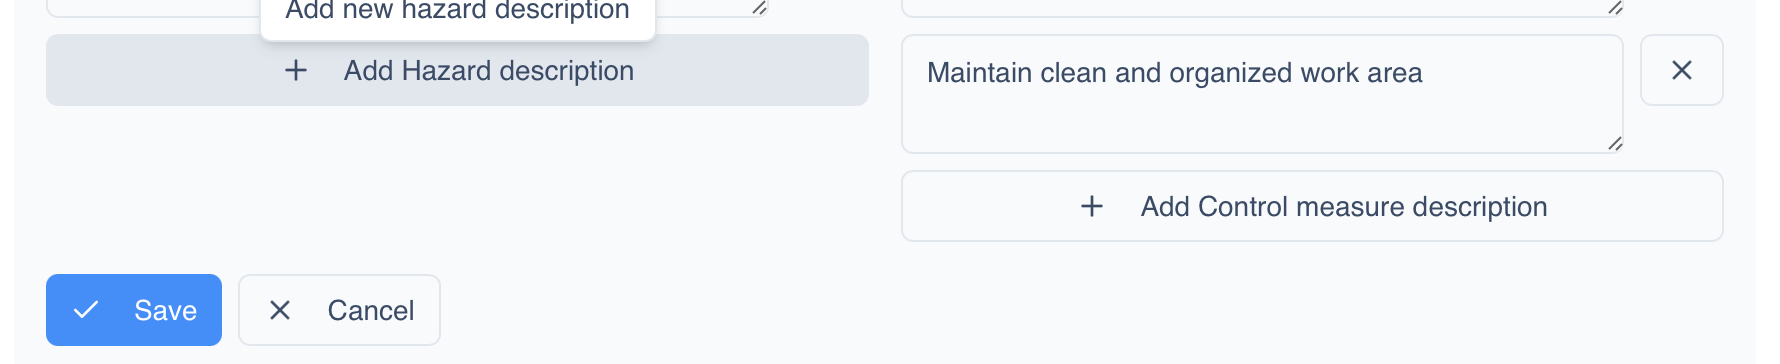 Add new hazard description
Add Hazard description
Maintain clean and organized work area
Add Control measure description
Save
Cancel